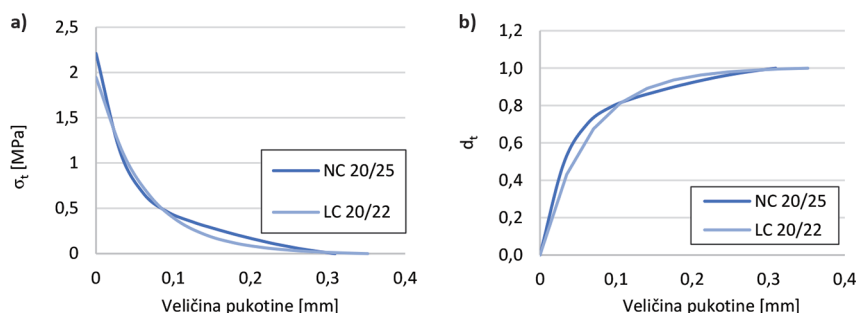 a)
2,5
2
1,5
1
0,5
0
σt [MPa]
NC 20/25
LC 20/22
0
0,1
0,2
0,3
0,4
Veličina pukotine [mm]
b)
1,2
1,0
0,8
0,6
0,4
0,2
0,0
dt
NC 20/25
LC 20/22
0
0,1
0,2
0,3
0,4
Veličina pukotine [mm]